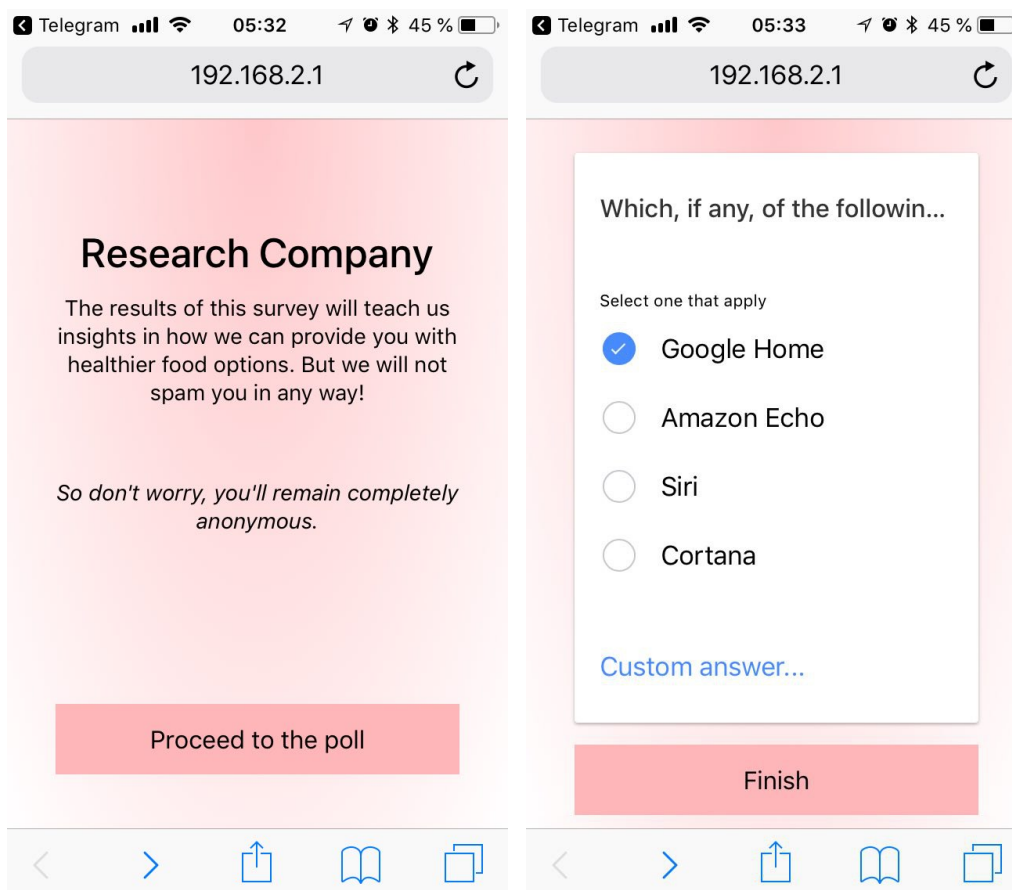 Telegram 05:32 45 %
192.168.2.1
Research Company
The results of this survey will teach us
insights in how we can provide you with
healthier food options. But we will not
spam you in any way!
So don't worry, you'll remain completely
anonymous.
Proceed to the poll
Telegram 05:33 45 %
192.168.2.1
Which, if any, of the followin...
Select one that apply
Google Home
Amazon Echo
Siri
Cortana
Custom answer...
Finish